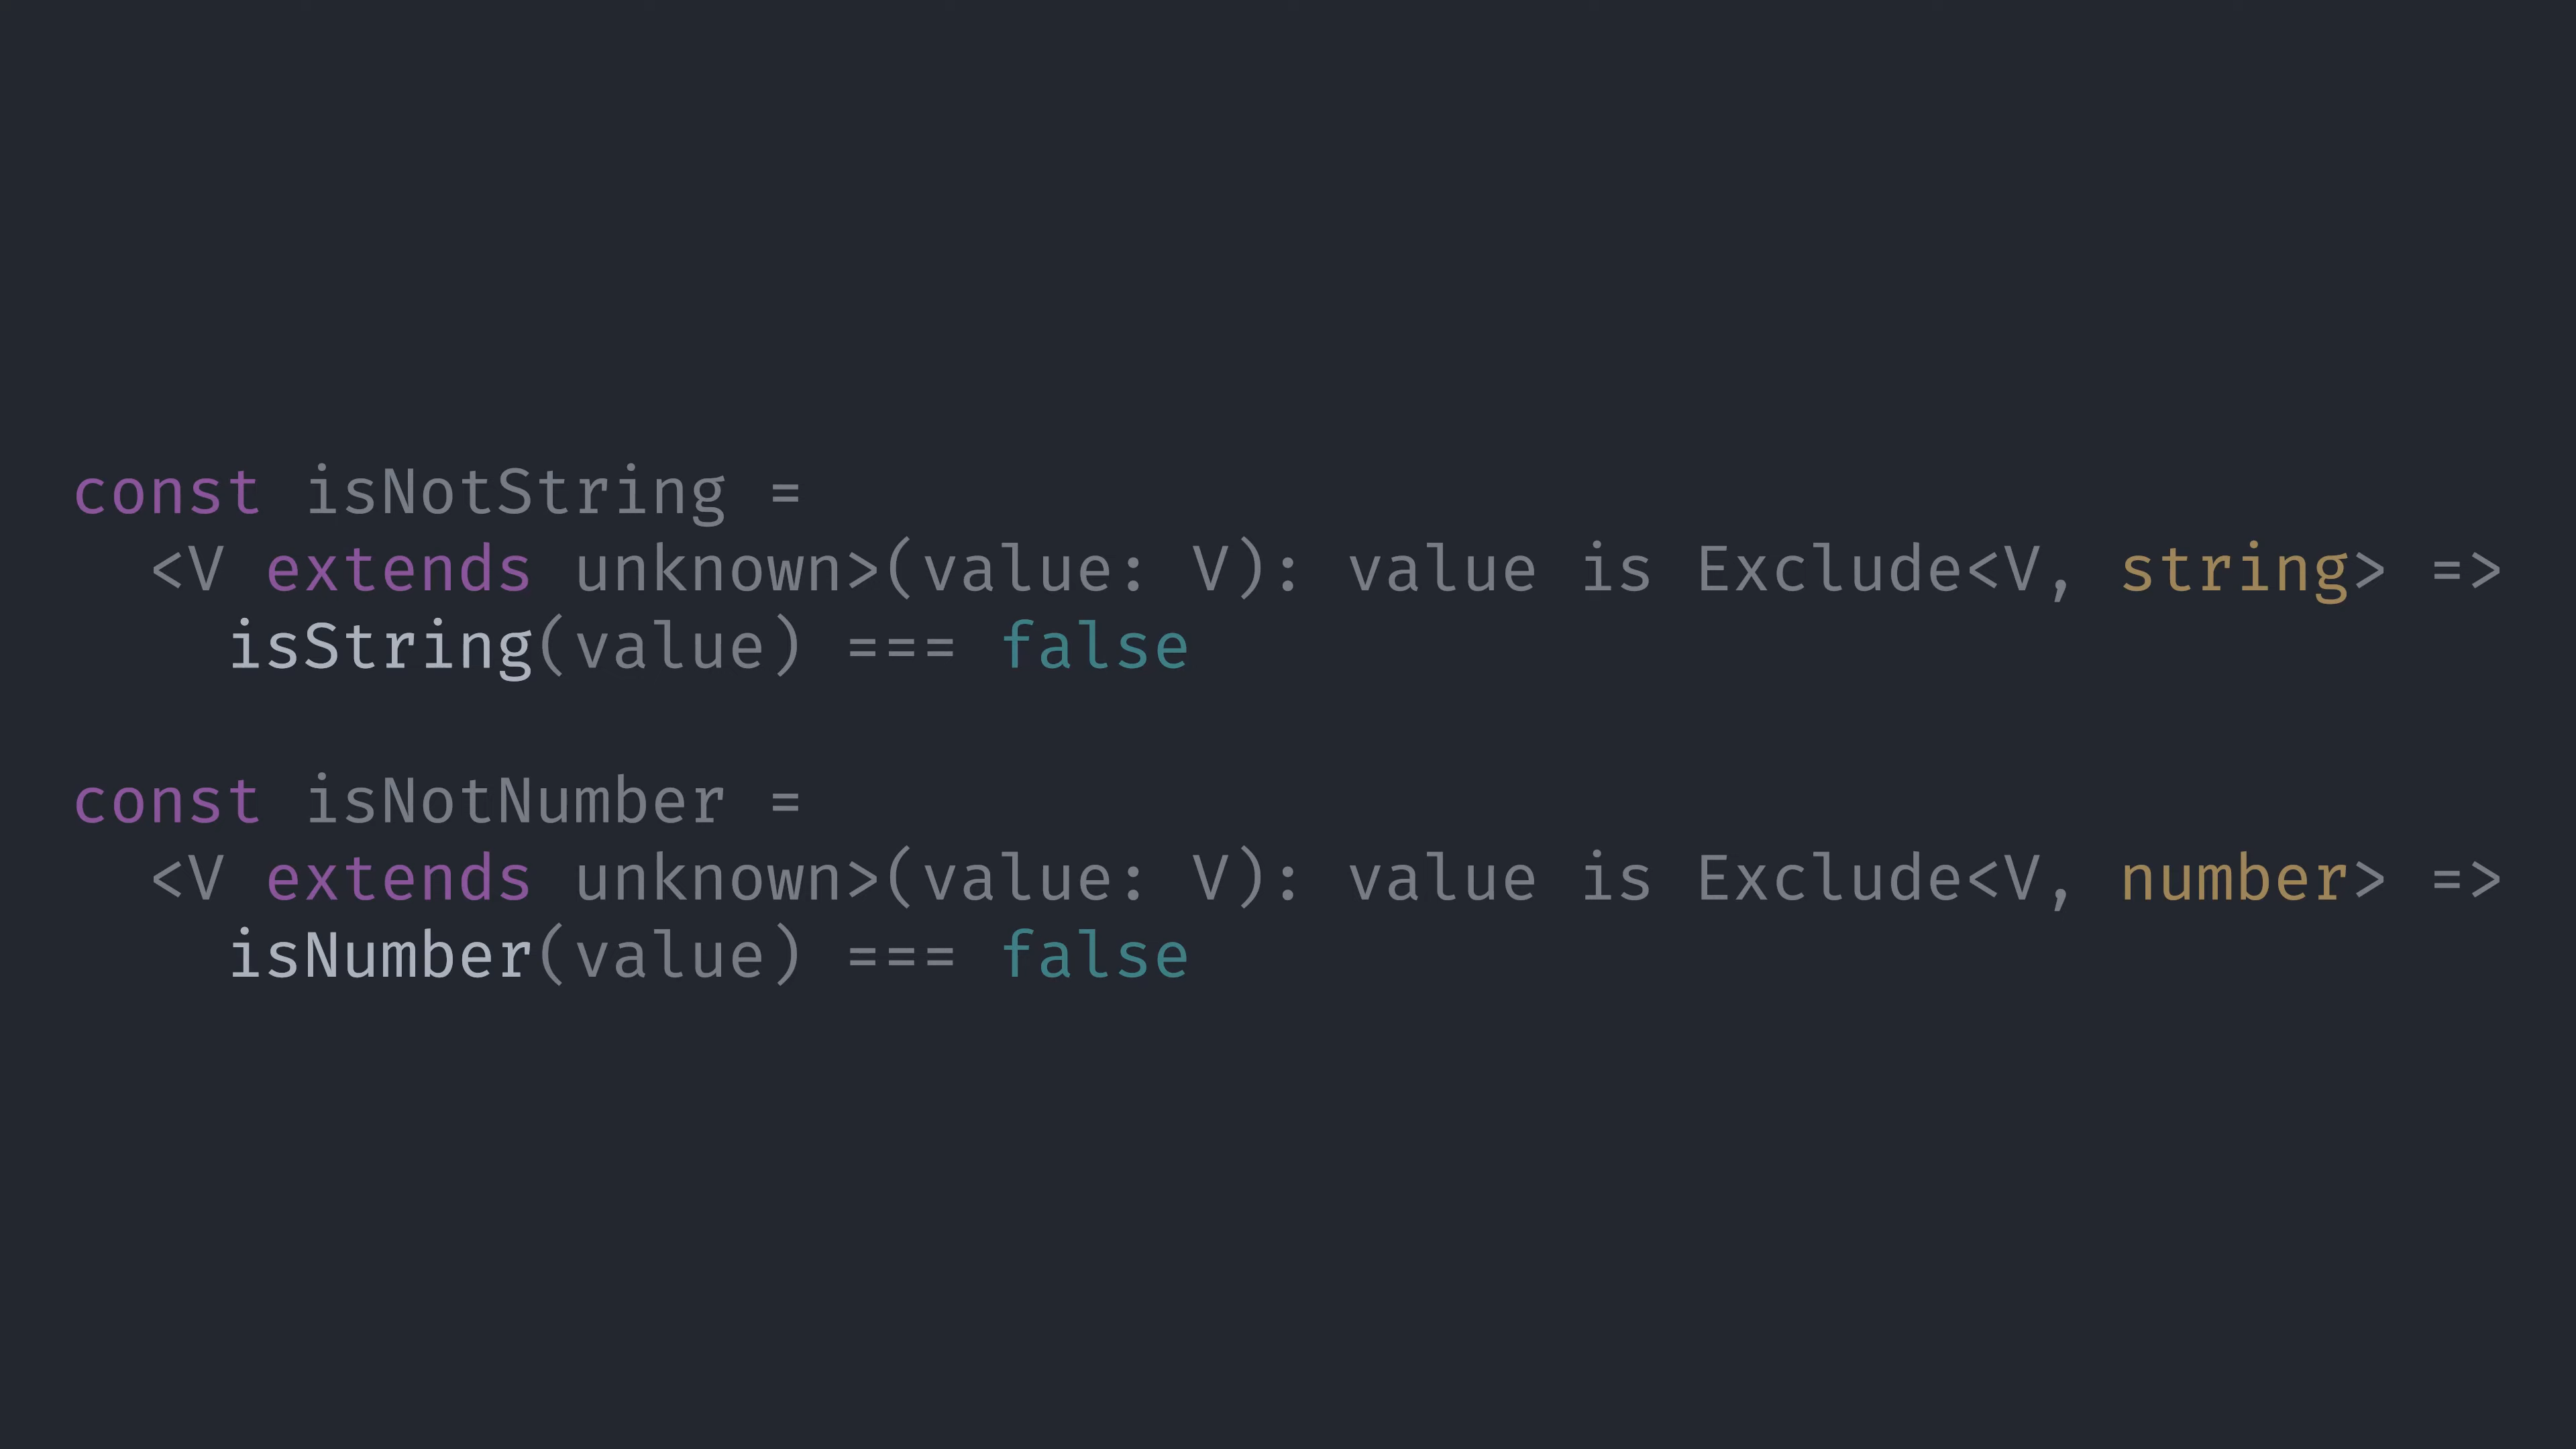 const isNotString =
  <V extends unknown>(value: V): value is Exclude<V, string> =>
    isString(value) === false
const isNotNumber =
  <V extends unknown>(value: V): value is Exclude<V, number> =>
    isNumber(value) === false